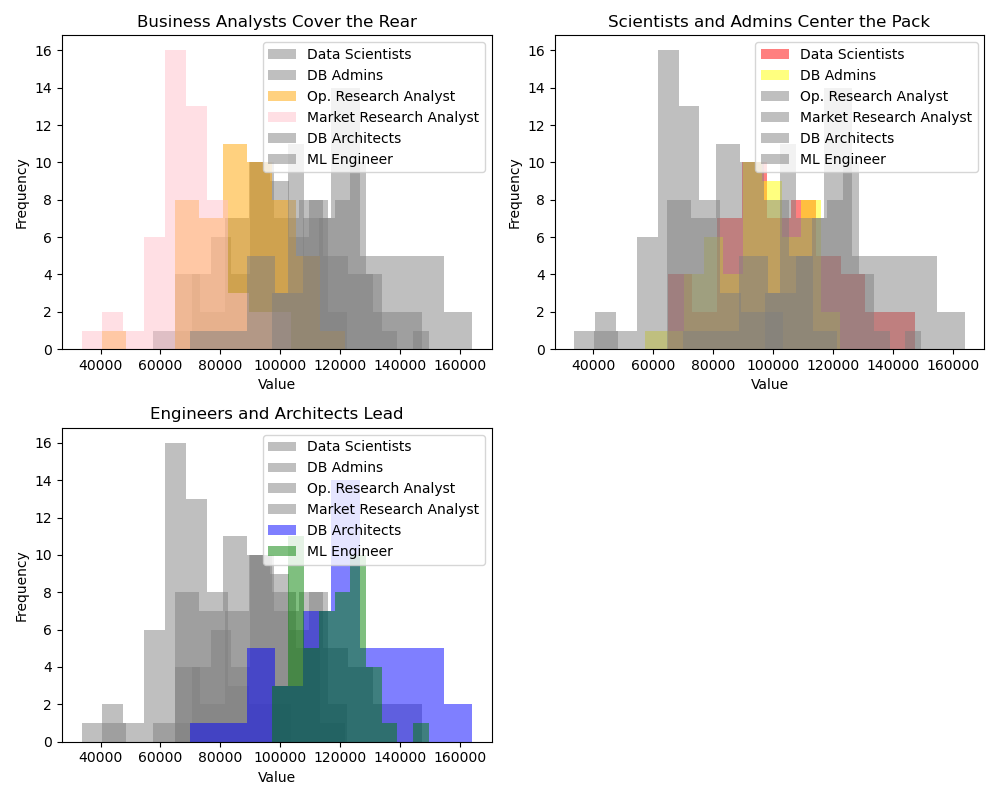 Business Analysts Cover the Rear
Data Scientists
DB Admins
Op. Research Analyst
Market Research Analyst
DB Architects
ML Engineer
Frequency
16
14
12
10
8
6
4
2
0
40000 60000 80000 100000 120000 140000 160000
Value
Scientists and Admins Center the Pack
Data Scientists
DB Admins
Op. Research Analyst
Market Research Analyst
DB Architects
ML Engineer
Frequency
16
14
12
10
8
6
4
2
0
40000 60000 80000 100000 120000 140000 160000
Value
Engineers and Architects Lead
Data Scientists
DB Admins
Op. Research Analyst
Market Research Analyst
DB Architects
ML Engineer
Frequency
16
14
12
10
8
6
4
2
0
40000 60000 80000 100000 120000 140000 160000
Value